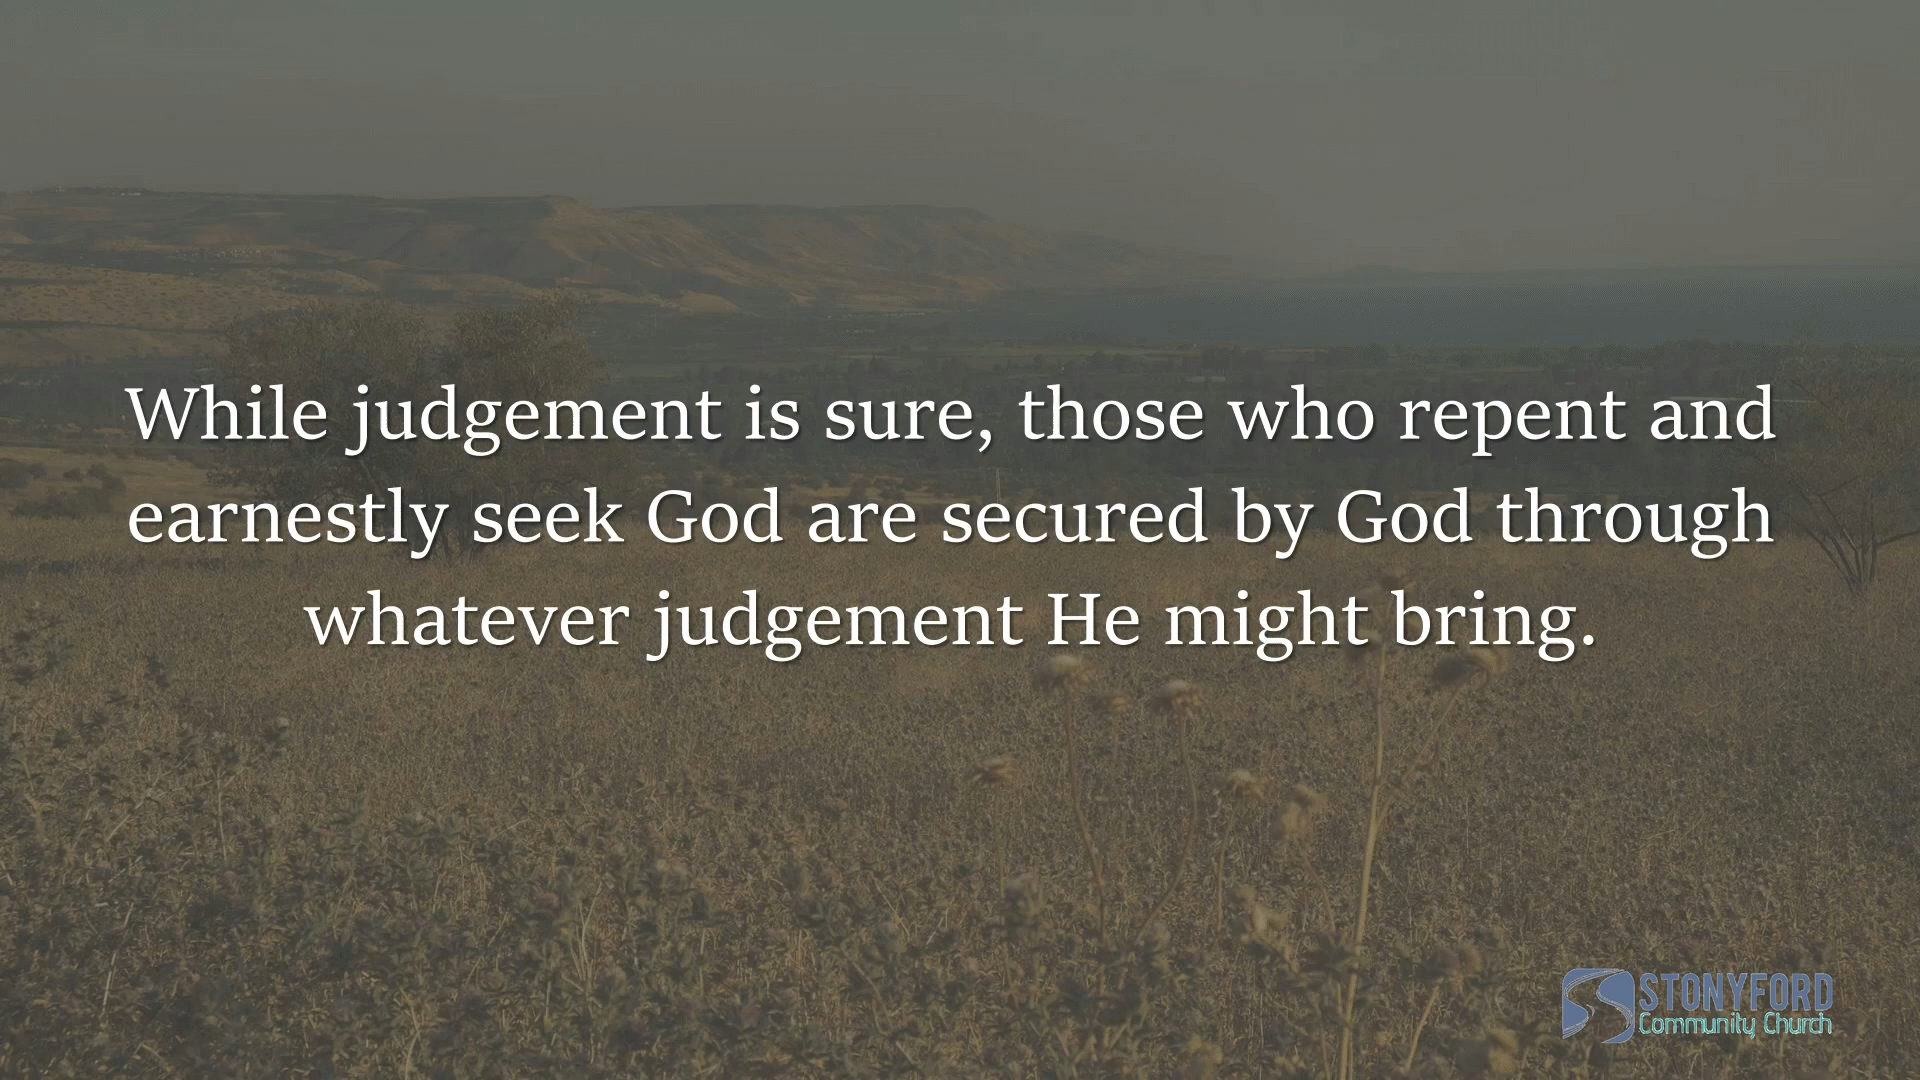 While judgement is sure, those who repent and
earnestly seek God are secured by God through
whatever judgement He might bring.
STONYFORD
Community Church